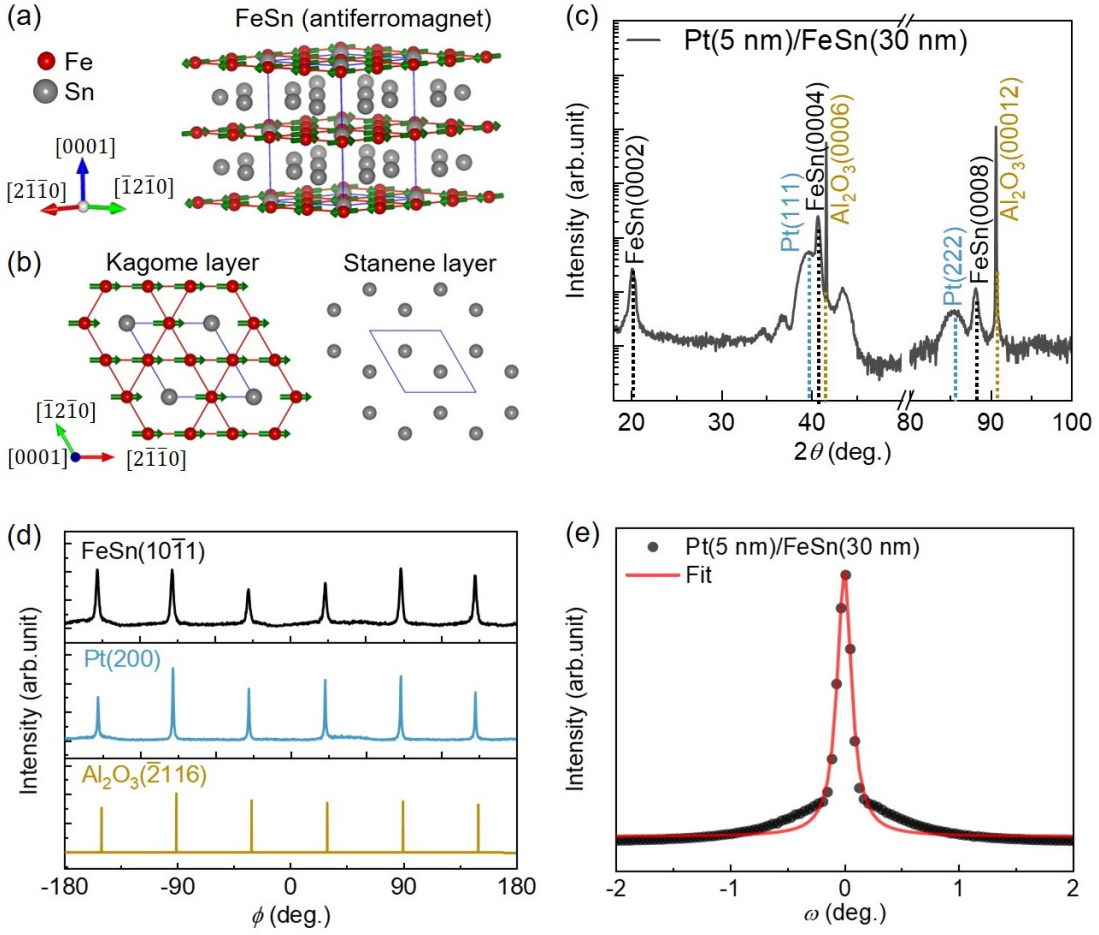 (a)
FeSn (antiferromagnet)
Fe
Sn
[0001]
[21̅1̅0]
[1̅21̅0]
(b)
Kagome layer
Stanene layer
[1̅21̅0]
[0001]
[21̅1̅0]
(c)
Pt(5 nm)/FeSn(30 nm)
Intensity (arb.unit)
FeSn(0002)
Pt(111)
FeSn(0004)
Al₂O₃(0006)
Pt(222)
FeSn(0008)
Al₂O₃(00012)
20 30 40 80 90 100
2θ (deg.)
(d)
FeSn(101̅1)
Pt(200)
Al₂O₃(2̅116)
Intensity (arb.unit)
-180 -90 0 90 180
ϕ (deg.)
(e)
Pt(5 nm)/FeSn(30 nm)
Fit
Intensity (arb.unit)
-2 -1 0 1 2
ω (deg.)